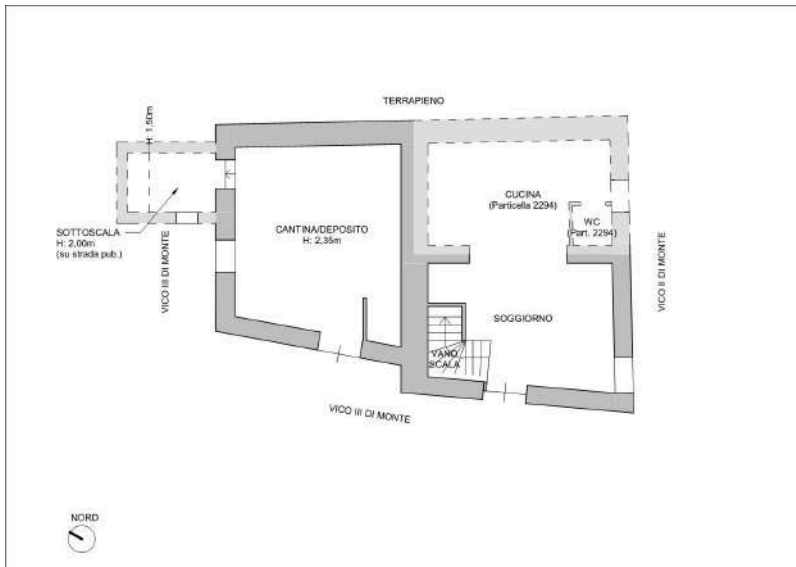 TERRAPIENO
H: 1,50m
CUCINA
(Particella 2294)
WC
(Part. 2294)
CANTINA/DEPOSITO
H: 2,35m
SOTTOSCALA
H: 2,00m
(su strada pub.)
VICO III DI MONTE
VICO II DI MONTE
SOGGIORNO
VANO
SCALA
VICO III DI MONTE
NORD